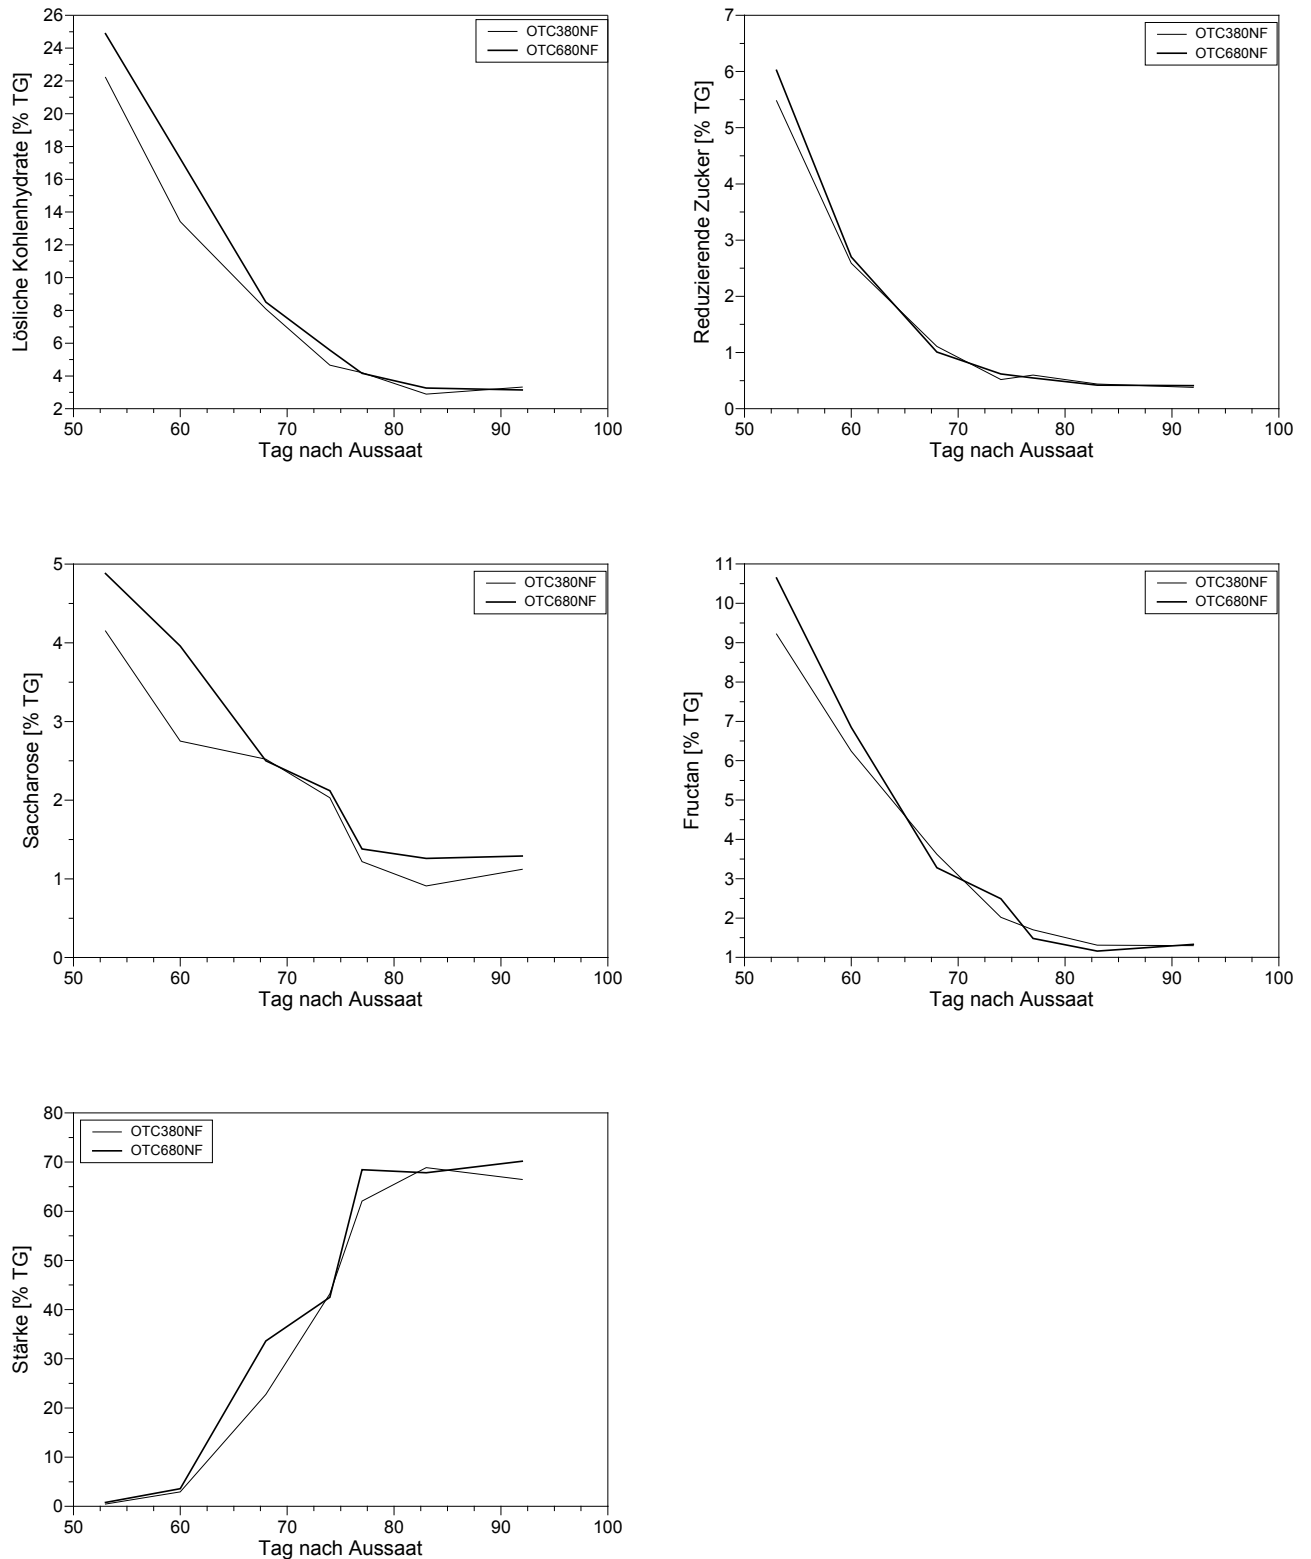 Lösliche Kohlenhydrate [% TG]
26
24
22
20
18
16
14
12
10
8
6
4
2
50 60 70 80 90 100
Tag nach Aussaat
OTC380NF
OTC680NF
Reduzierende Zucker [% TG]
7
6
5
4
3
2
1
0
50 60 70 80 90 100
Tag nach Aussaat
OTC380NF
OTC680NF
Saccharose [% TG]
5
4
3
2
1
0
50 60 70 80 90 100
Tag nach Aussaat
OTC380NF
OTC680NF
Fructan [% TG]
11
10
9
8
7
6
5
4
3
2
1
50 60 70 80 90 100
Tag nach Aussaat
OTC380NF
OTC680NF
Stärke [% TG]
80
70
60
50
40
30
20
10
0
50 60 70 80 90 100
Tag nach Aussaat
OTC380NF
OTC680NF